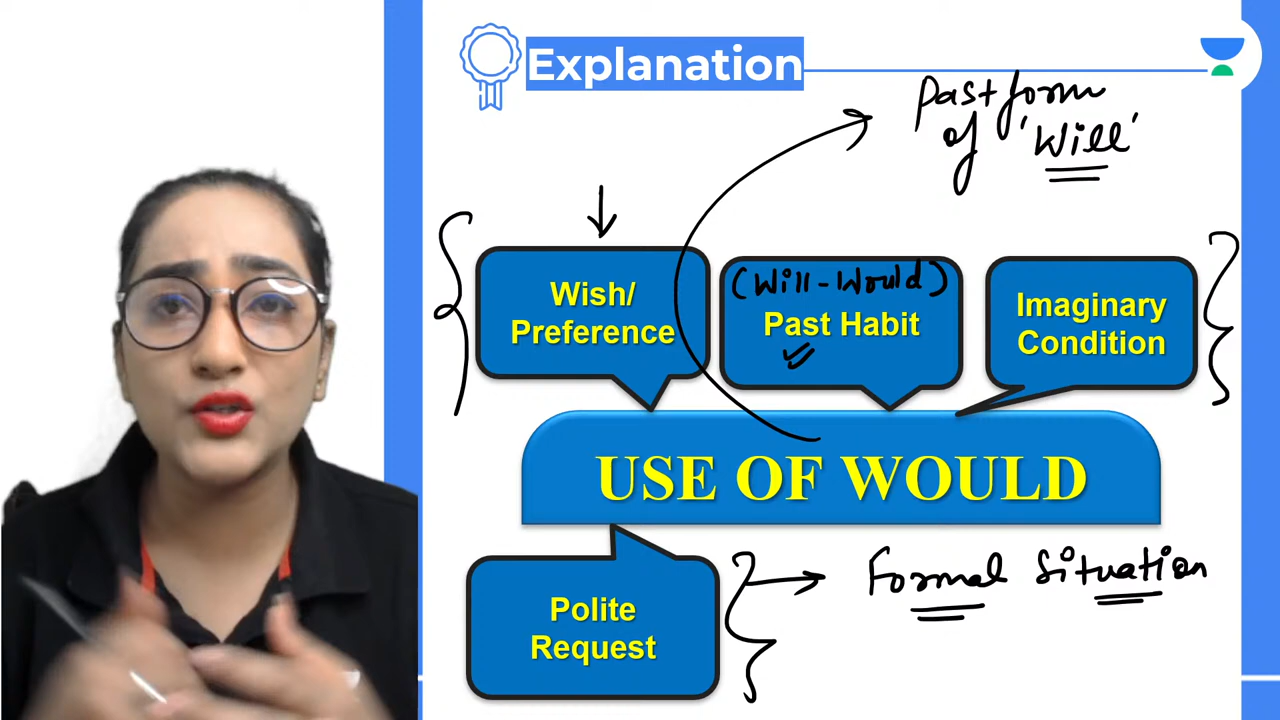 Explanation
Past form
of 'Will'
Wish/
Preference
(Will-Would)
Past Habit
Imaginary
Condition
USE OF WOULD
Polite
Request
Formal Situation